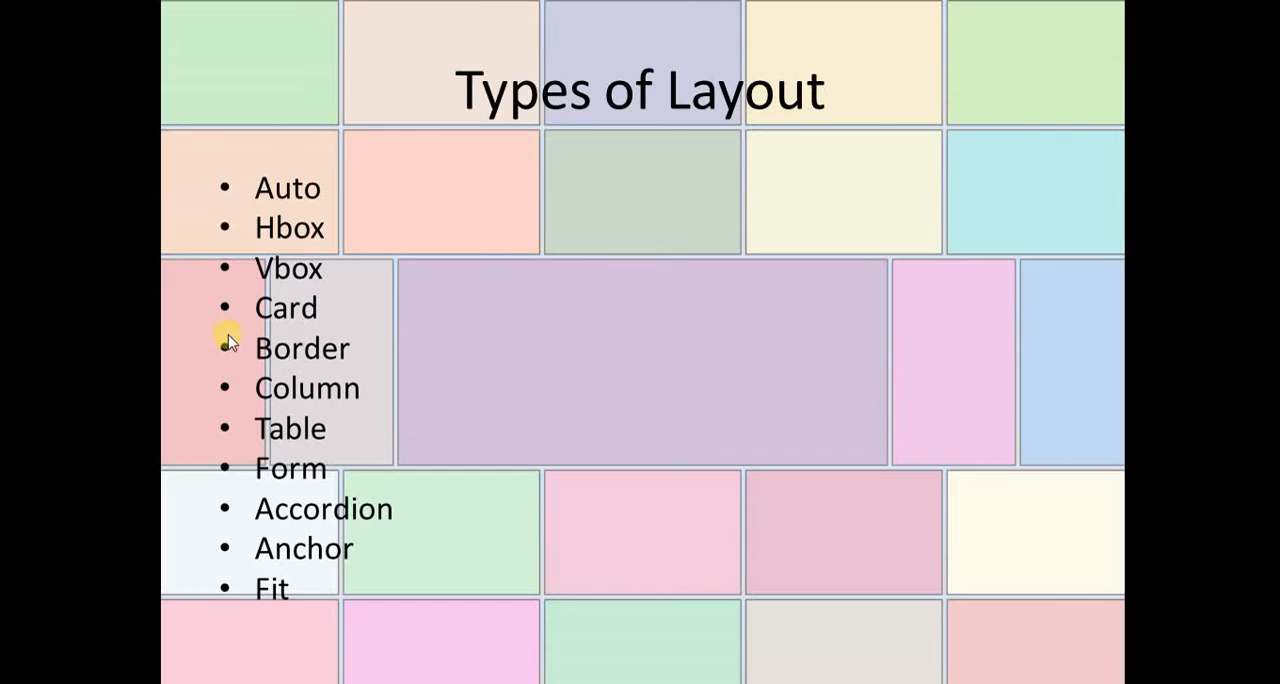 Types of Layout
• Auto
• Hbox
• Vbox
• Card
• Border
• Column
• Table
• Form
• Accordion
• Anchor
• Fit